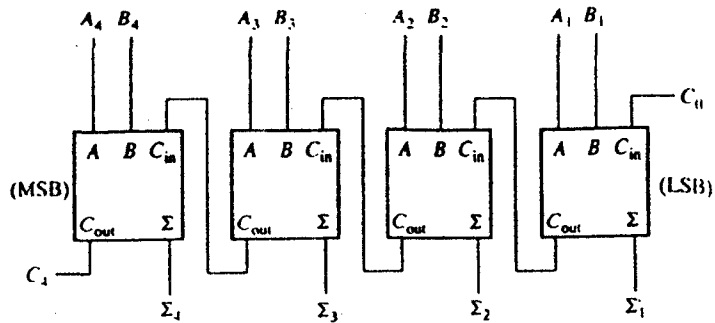 A₄ B₄ A₃ B₃ A₂ B₂ A₁ B₁
C₀
A B Cin A B Cin A B Cin A B Cin
(MSB) (LSB)
Cout Σ Cout Σ Cout Σ Cout Σ
C₄
Σ₄ Σ₃ Σ₂ Σ₁